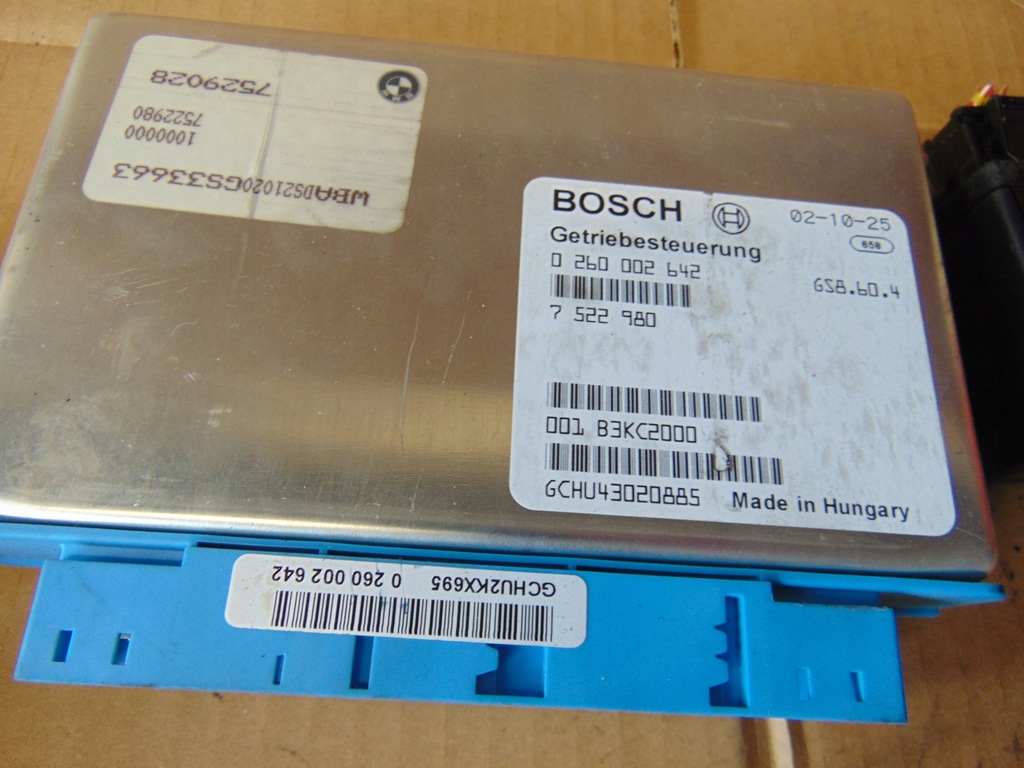 7529028
7522980
1000000
WBADS21020GS33663
BMW
BOSCH
02-10-25
Getriebesteuerung
658
0 260 002 642
GS8.60.4
7 522 980
001 B3KC2000
GCHU43020885
Made in Hungary
GCHU2KX695 0 260 002 642